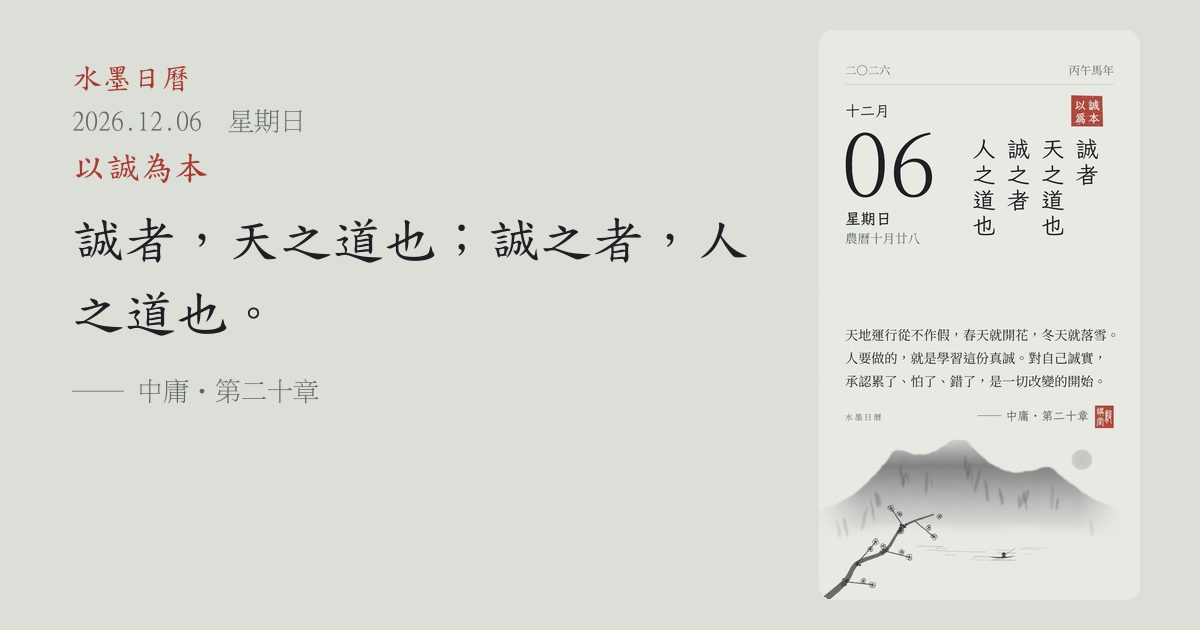 水墨日曆
2026.12.06 星期日
以誠為本
誠者，天之道也；誠之者，人
之道也。
—— 中庸・第二十章
二〇二六
丙午馬年
十二月
06
星期日
農曆十月廿八
誠本
以為
誠者
天之道也
誠之者
人之道也
天地運行從不作假，春天就開花，冬天就落雪。
人要做的，就是學習這份真誠。對自己誠實，
承認累了、怕了、錯了，是一切改變的開始。
水墨日曆
—— 中庸・第二十章